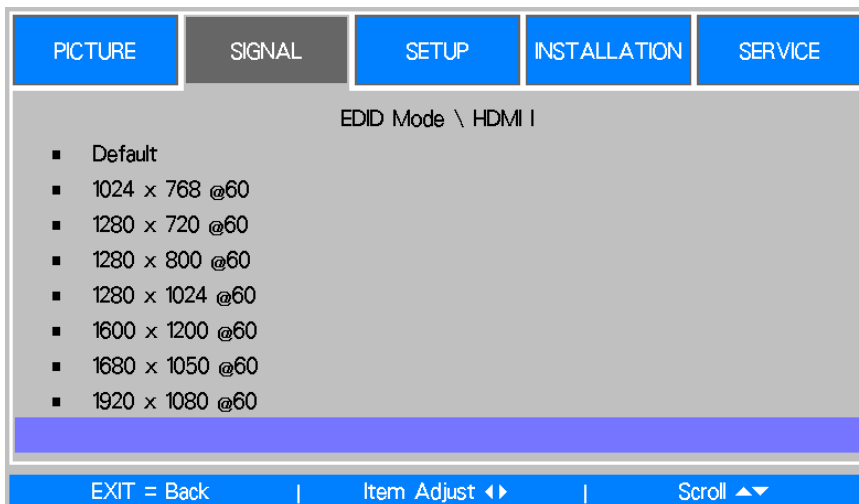 PICTURE SIGNAL SETUP INSTALLATION SERVICE
EDID Mode \ HDMI I
Default
1024 x 768 @60
1280 x 720 @60
1280 x 800 @60
1280 x 1024 @60
1600 x 1200 @60
1680 x 1050 @60
1920 x 1080 @60
EXIT = Back | Item Adjust ◂▸ | Scroll ▴▾